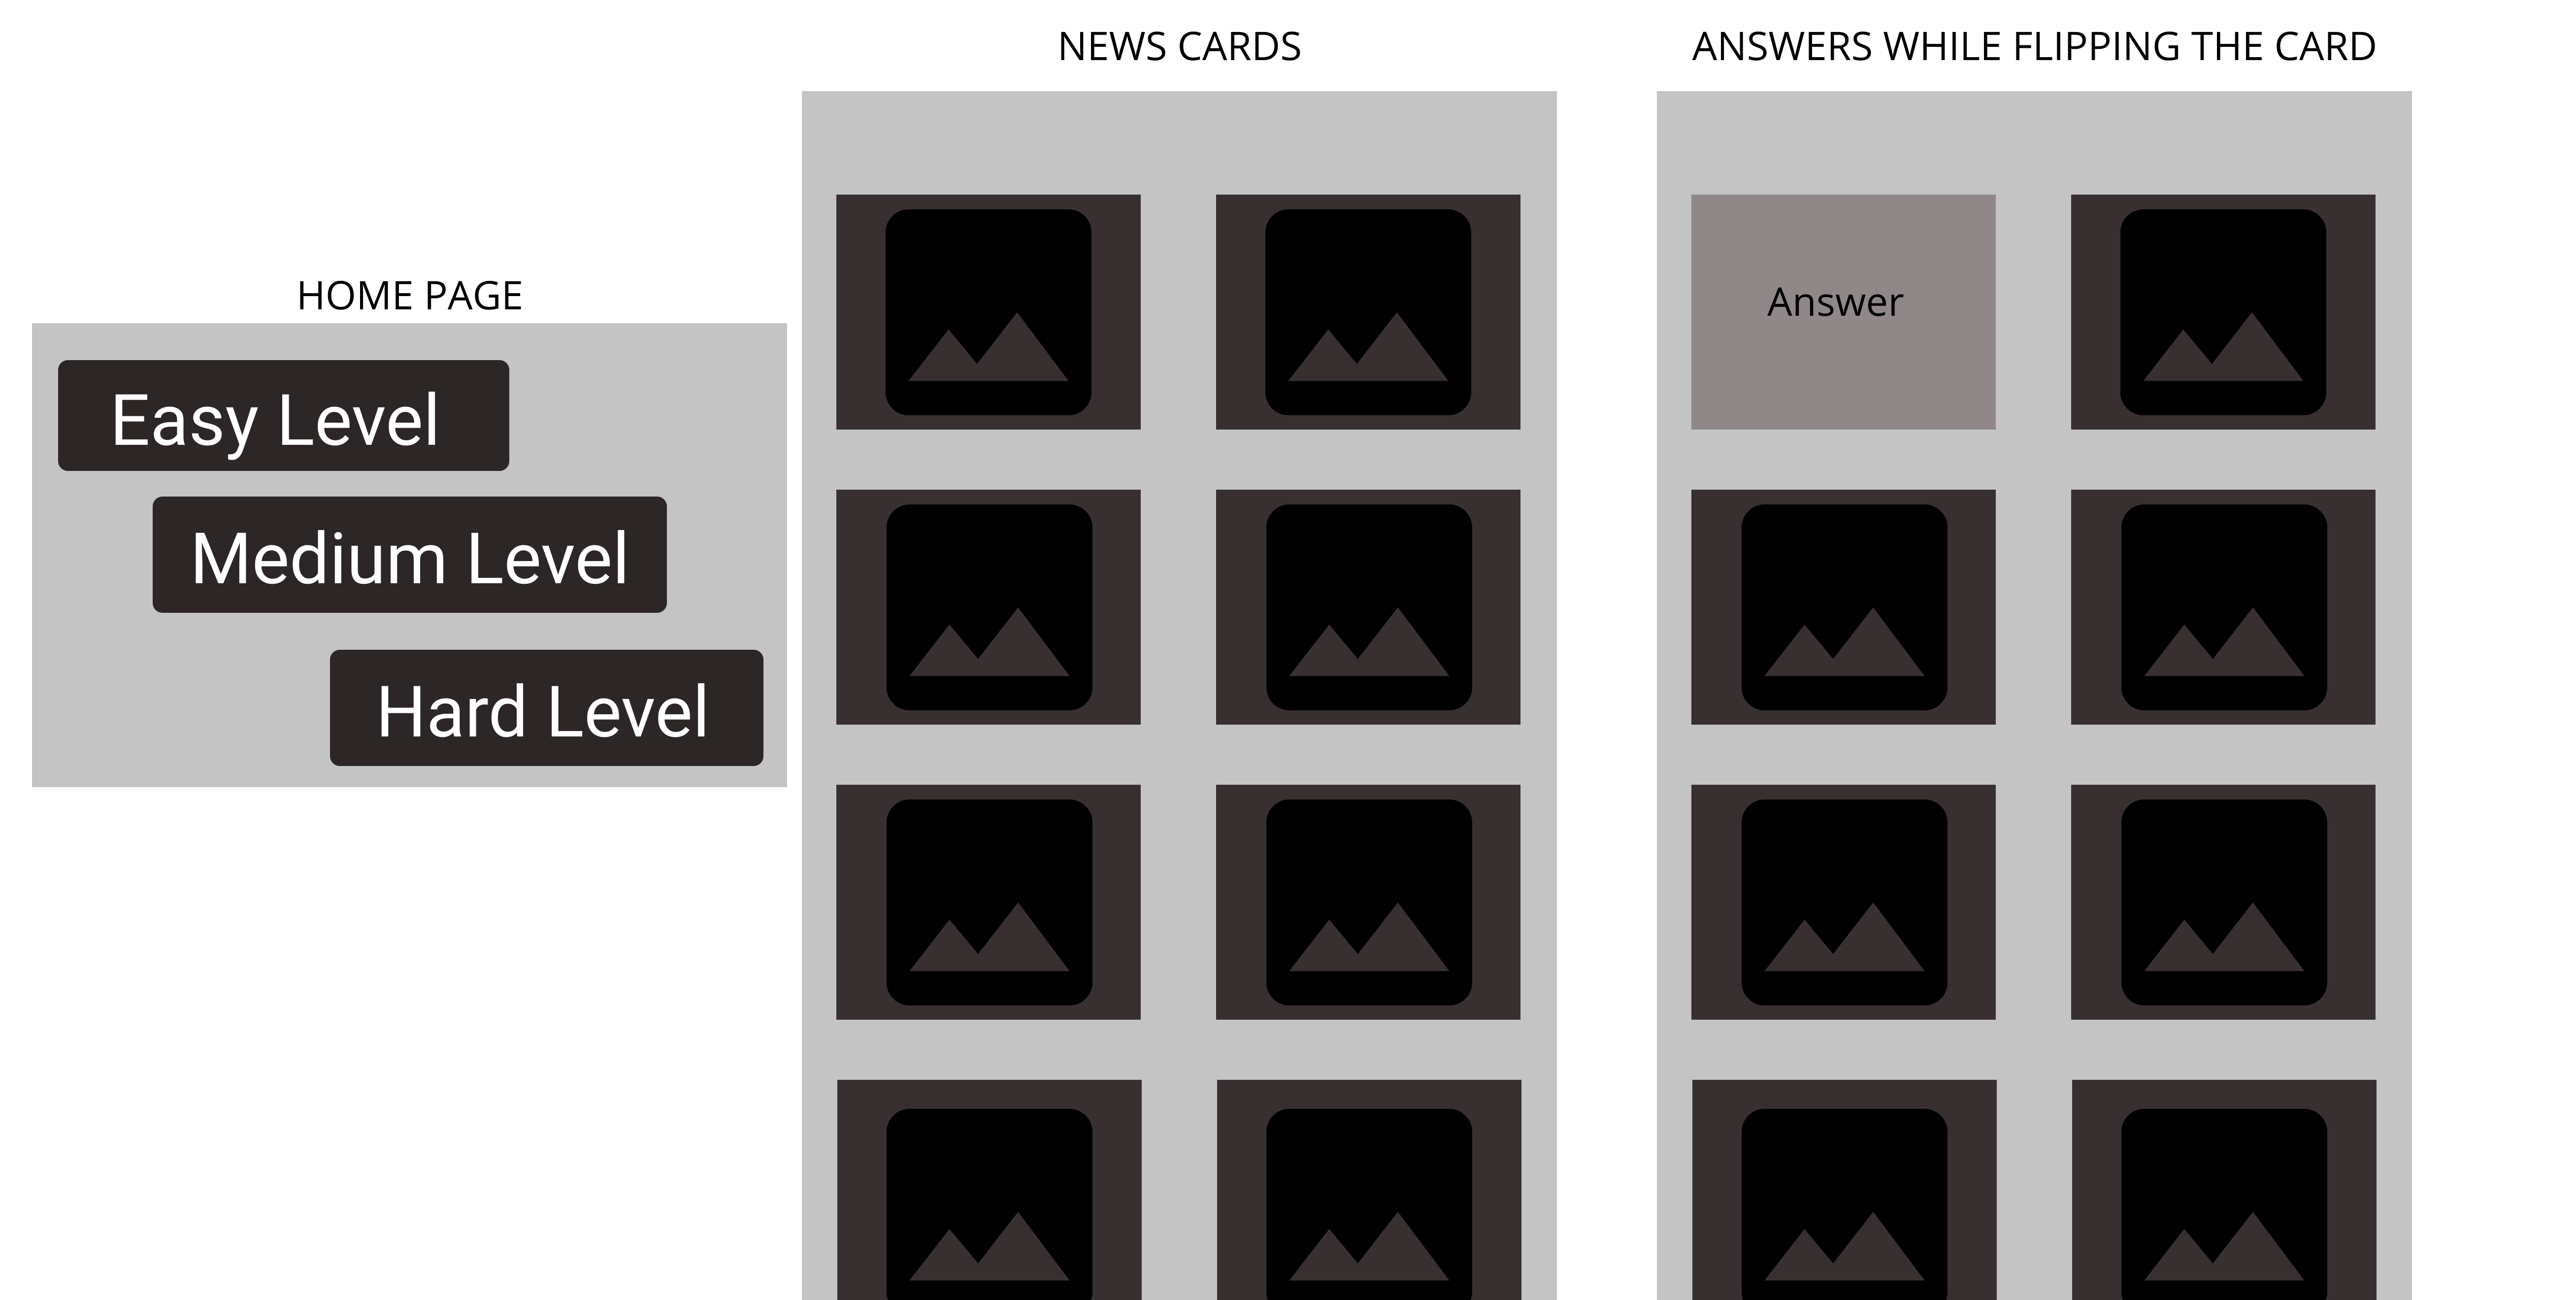 NEWS CARDS
ANSWERS WHILE FLIPPING THE CARD
HOME PAGE
Easy Level
Medium Level
Hard Level
Answer